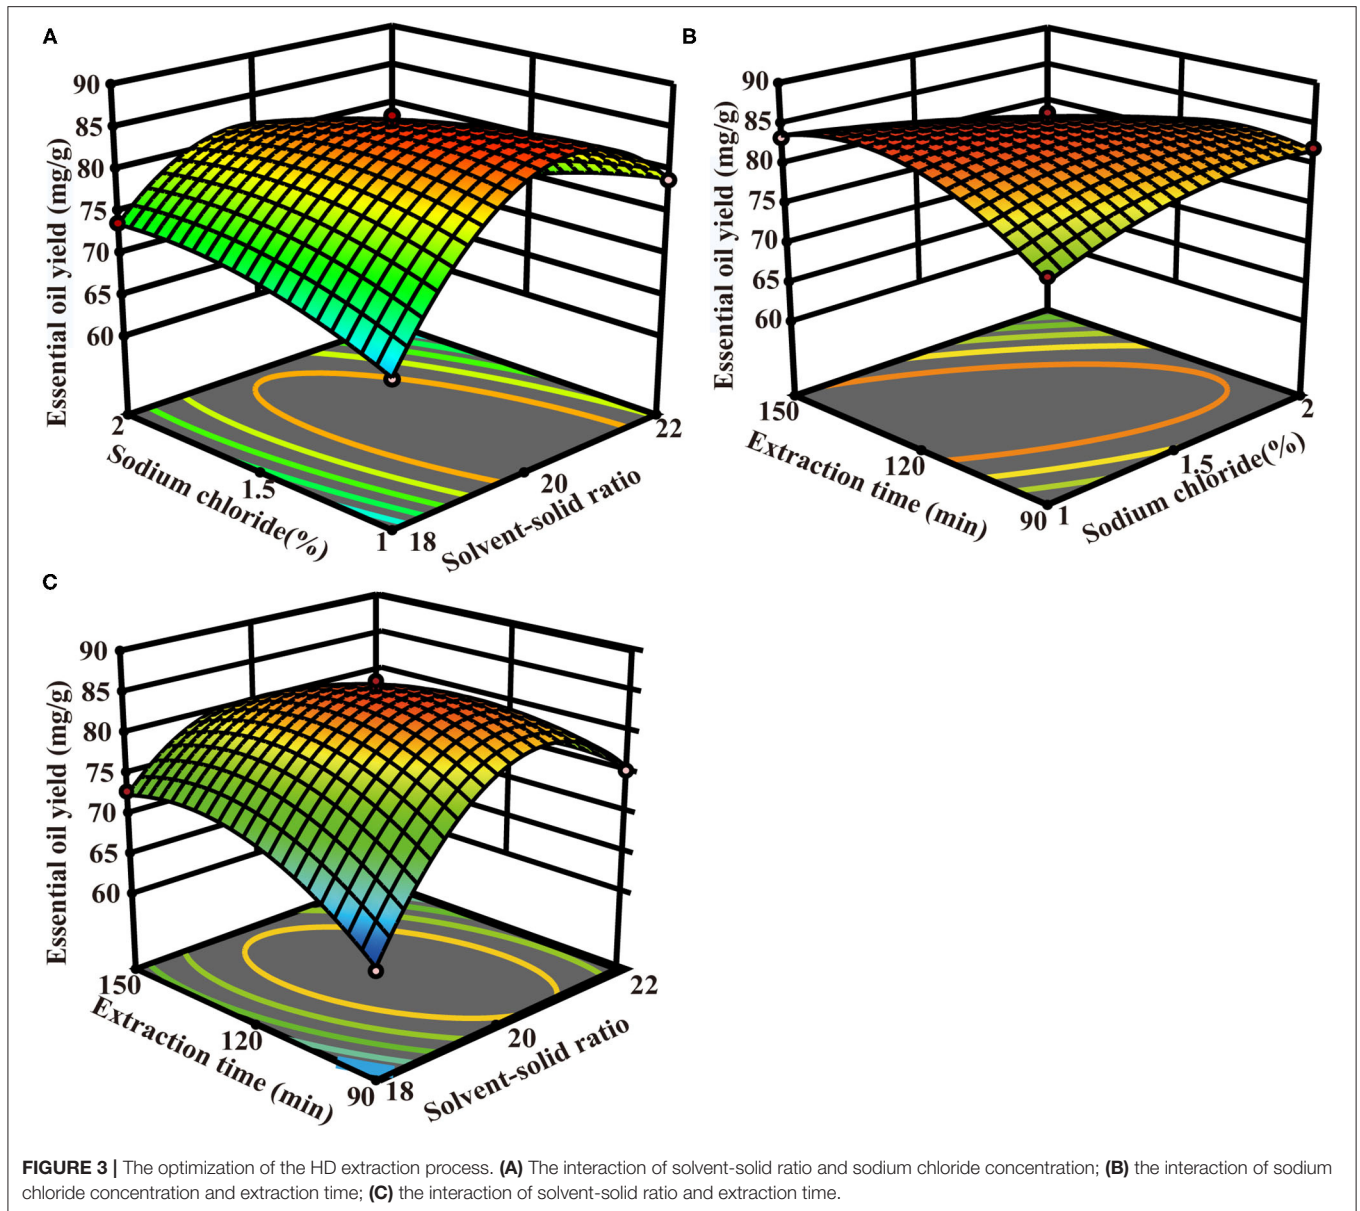 A
90
85
80
75
70
65
60
Essential oil yield (mg/g)
2
1.5
1
Sodium chloride(%)
18
20
22
Solvent-solid ratio
B
90
85
80
75
70
65
60
Essential oil yield (mg/g)
150
120
90
Extraction time (min)
1
1.5
2
Sodium chloride(%)
C
90
85
80
75
70
65
60
Essential oil yield (mg/g)
150
120
90
Extraction time (min)
18
20
22
Solvent-solid ratio
FIGURE 3 | The optimization of the HD extraction process. (A) The interaction of solvent-solid ratio and sodium chloride concentration; (B) the interaction of sodium
chloride concentration and extraction time; (C) the interaction of solvent-solid ratio and extraction time.